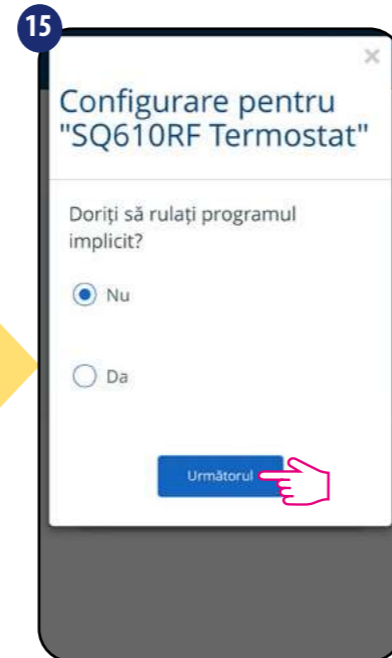 15
×
Configurare pentru
"SQ610RF Termostat"
Doriți să rulați programul
implicit?
Nu
Da
Următorul